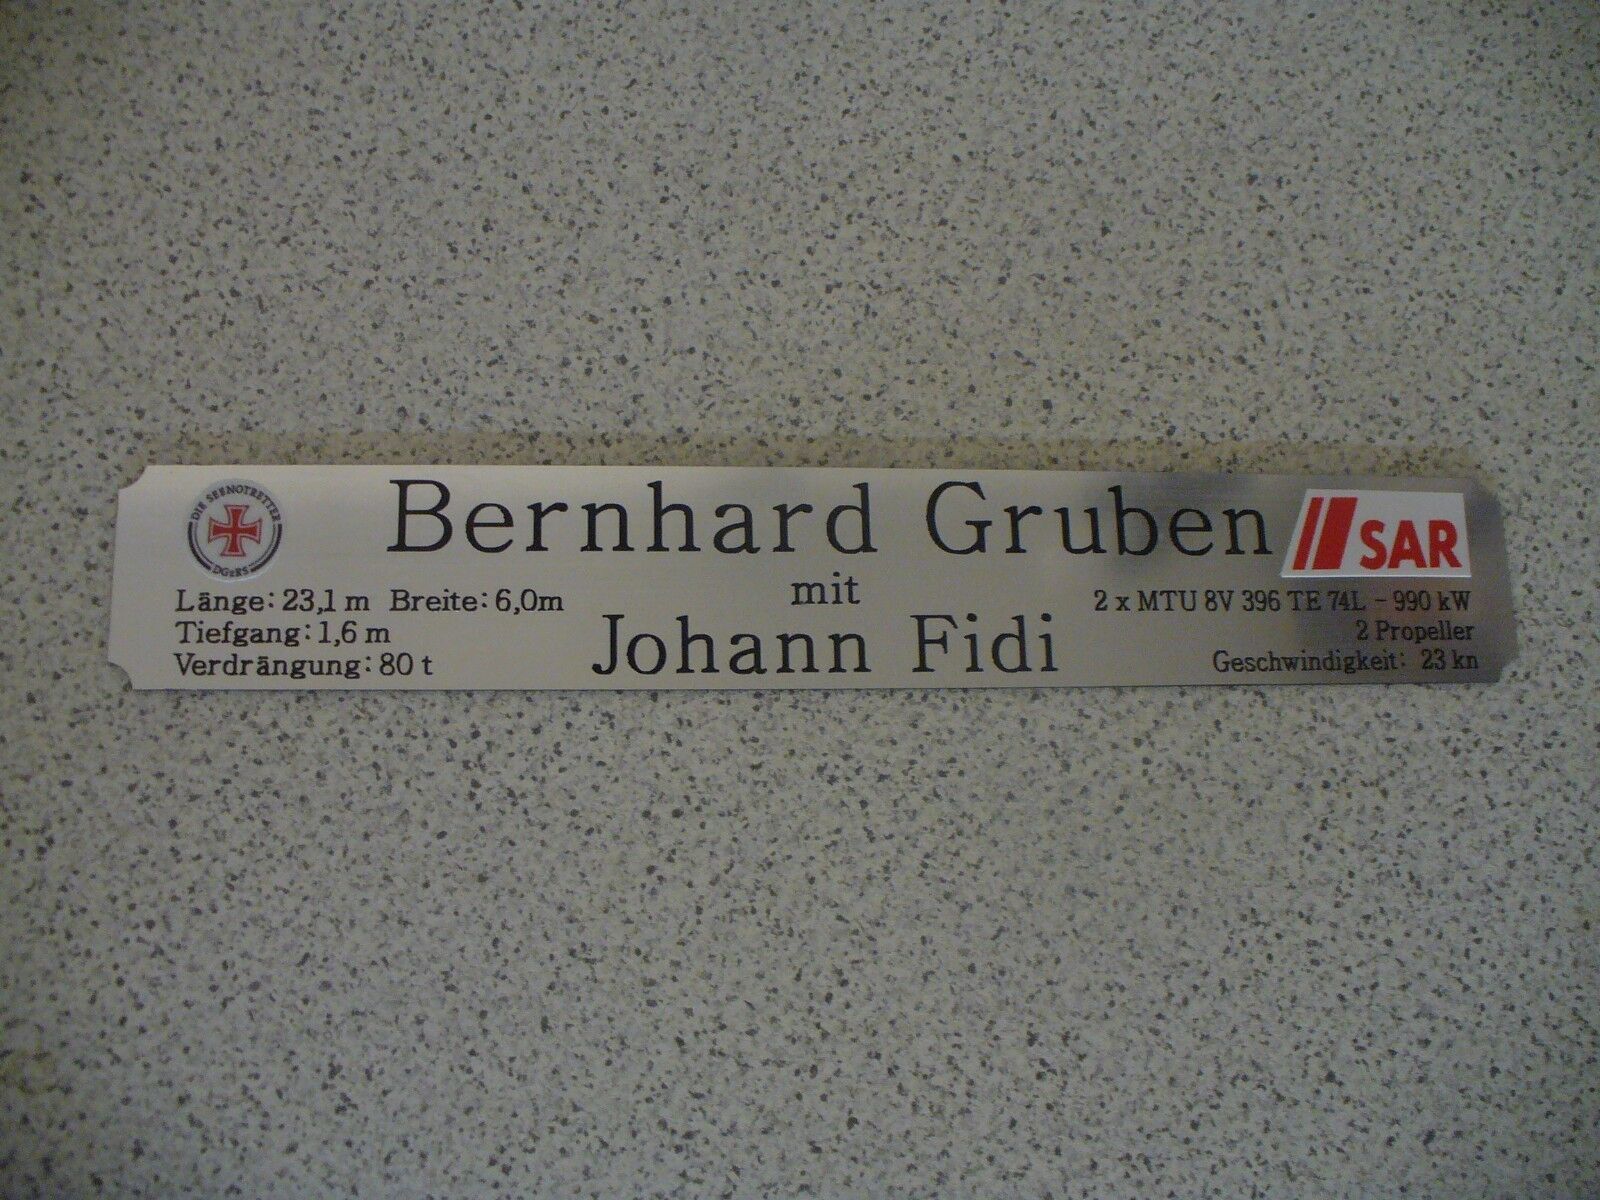 DIE SEENOTRETTER
DGzRS
Bernhard Gruben
SAR
mit
Johann Fidi
Länge: 23,1 m Breite: 6,0m
Tiefgang: 1,6 m
Verdrängung: 80 t
2 x MTU 8V 396 TE 74L - 990 kW
2 Propeller
Geschwindigkeit: 23 kn